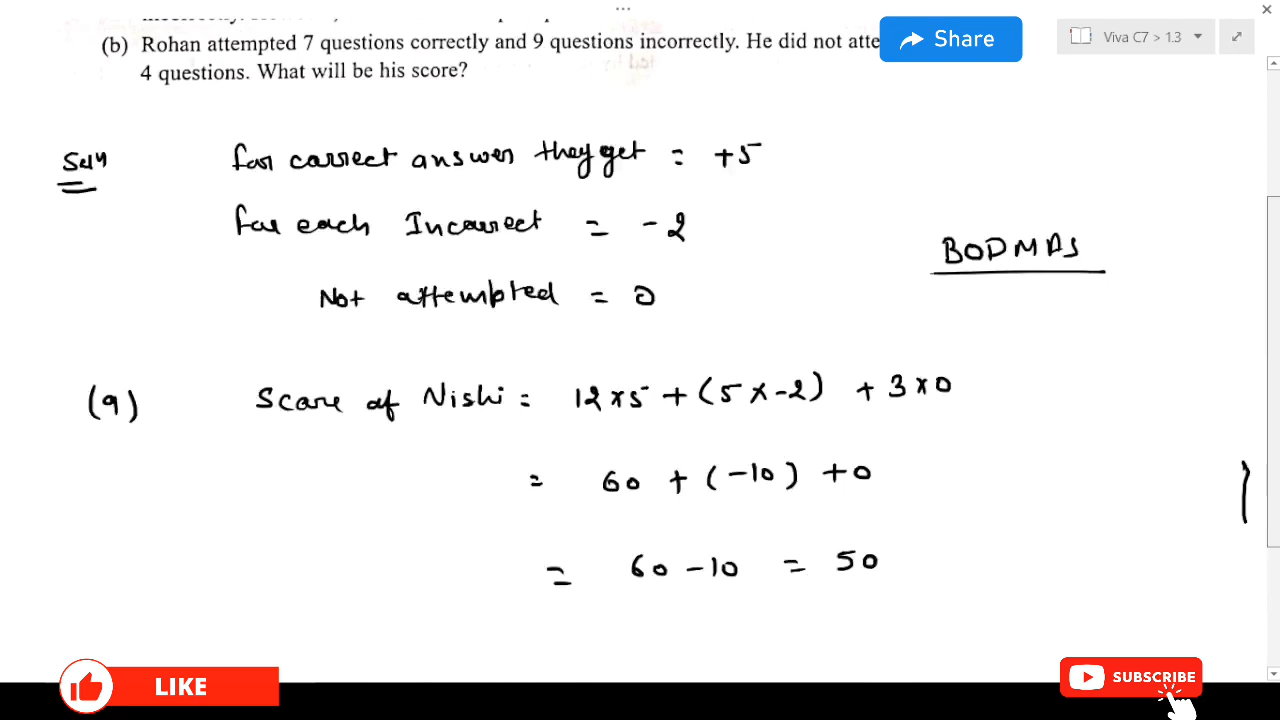 (b) Rohan attempted 7 questions correctly and 9 questions incorrectly. He did not atte
4 questions. What will be his score?
Share
Viva C7 > 1.3
Soln
For correct answer they get = +5
For each Incorrect = -2
BODMAS
Not attempted = 0
(a) Score of Nishi = 12×5 + (5×-2) + 3×0
= 60 + (-10) +0
= 60 -10 = 50
LIKE
SUBSCRIBE